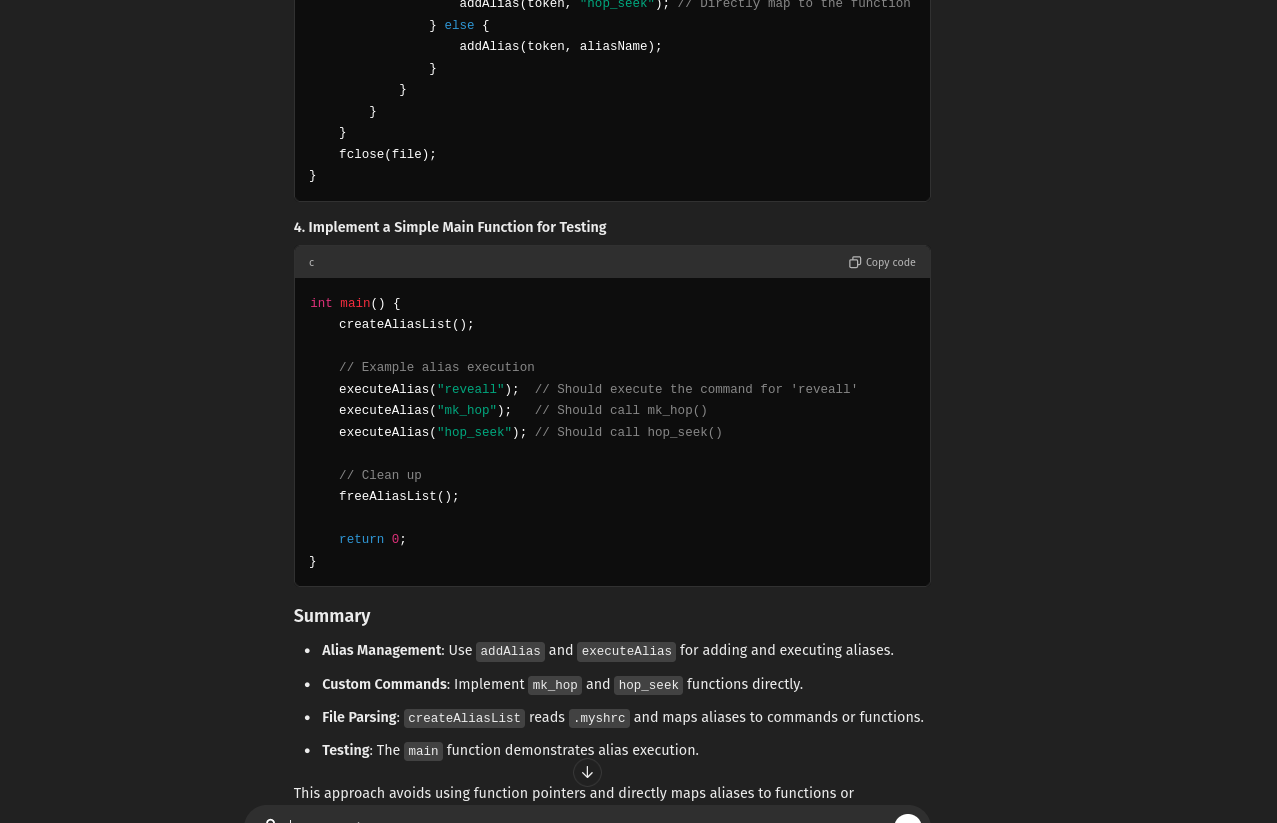 addAlias(token, "hop_seek"); // Directly map to the function
} else {
addAlias(token, aliasName);
}
}
}
}
fclose(file);
}
4. Implement a Simple Main Function for Testing
c Copy code
int main() {
createAliasList();
// Example alias execution
executeAlias("reveall"); // Should execute the command for 'reveall'
executeAlias("mk_hop"); // Should call mk_hop()
executeAlias("hop_seek"); // Should call hop_seek()
// Clean up
freeAliasList();
return 0;
}
Summary
• Alias Management: Use addAlias and executeAlias for adding and executing aliases.
• Custom Commands: Implement mk_hop and hop_seek functions directly.
• File Parsing: createAliasList reads .myshrc and maps aliases to commands or functions.
• Testing: The main function demonstrates alias execution.
This approach avoids using function pointers and directly maps aliases to functions or